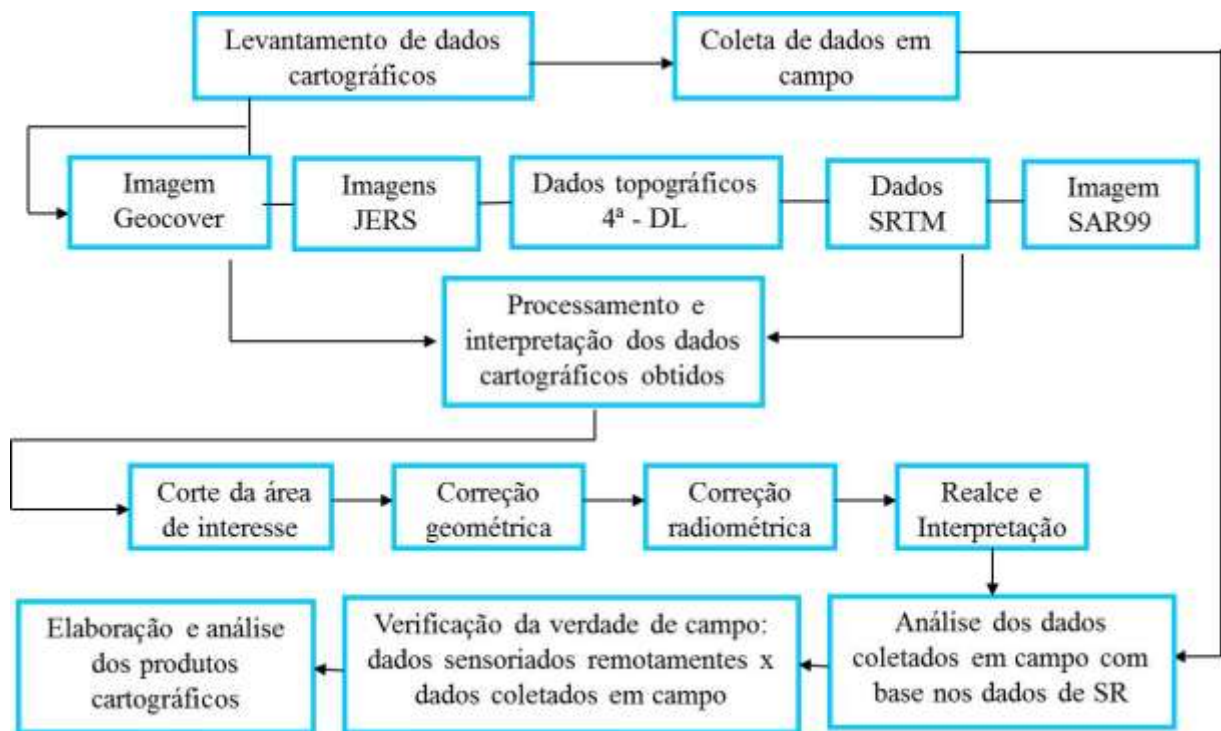 Levantamento de dados
cartográficos
Coleta de dados em
campo
Imagem
Geocover
Imagens
JERS
Dados topográficos
4ª - DL
Dados
SRTM
Imagem
SAR99
Processamento e
interpretação dos dados
cartográficos obtidos
Corte da área
de interesse
Correção
geométrica
Correção
radiométrica
Realce e
Interpretação
Elaboração e análise
dos produtos
cartográficos
Verificação da verdade de campo:
dados sensoriados remotamentes x
dados coletados em campo
Análise dos dados
coletados em campo com
base nos dados de SR